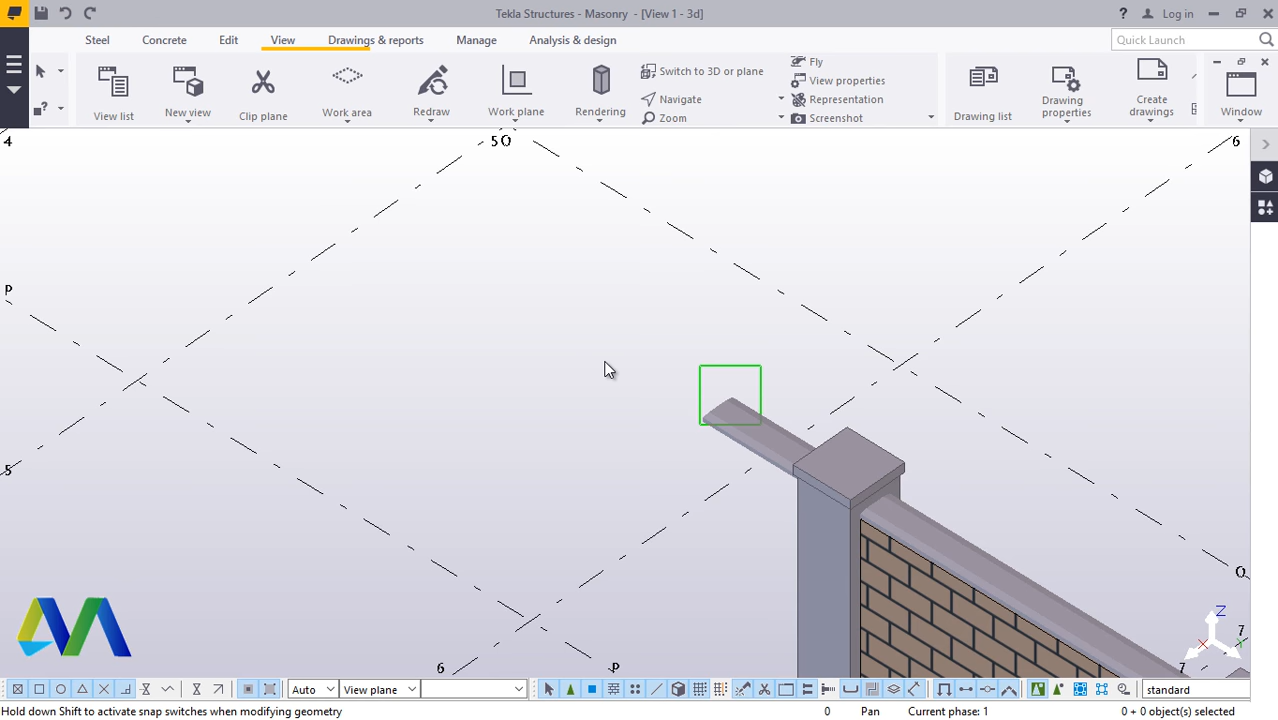 Tekla Structures - Masonry - [View 1 - 3d]
? Log in
Steel Concrete Edit View Drawings & reports Manage Analysis & design
Quick Launch
View list
New view
Clip plane
Work area
Redraw
Work plane
Rendering
Switch to 3D or plane
Navigate
Zoom
Fly
View properties
Representation
Screenshot
Drawing list
Drawing properties
Create drawings
Window
4
5 O
6
P
5
O
6
P
7
7
Z
Auto
View plane
standard
Hold down Shift to activate snap switches when modifying geometry
0
Pan
Current phase: 1
0 + 0 object(s) selected